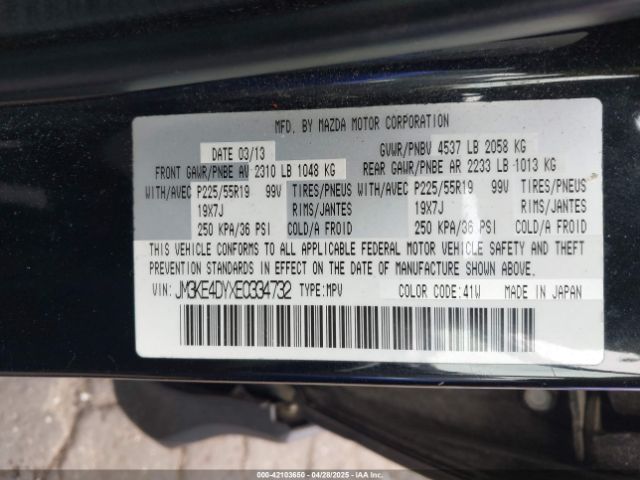 MFD. BY MAZDA MOTOR CORPORATION
DATE 03/13 GVWR/PNBV 4537 LB 2058 KG
FRONT GAWR/PNBE AV 2310 LB 1048 KG REAR GAWR/PNBE AR 2233 LB 1013 KG
WITH/AVEC P225/55R19 99V TIRES/PNEUS WITH/AVEC P225/55R19 99V TIRES/PNEUS
19X7J RIMS/JANTES 19X7J RIMS/JANTES
250 KPA/36 PSI COLD/A FROID 250 KPA/36 PSI COLD/A FROID
THIS VEHICLE CONFORMS TO ALL APPLICABLE FEDERAL MOTOR VEHICLE SAFETY AND THEFT
PREVENTION STANDARDS IN EFFECT ON THE DATE OF MANUFACTURE SHOWN ABOVE.
VIN: JM3KE4DYXE0334732 TYPE:MPV COLOR CODE:41W MADE IN JAPAN
000-42103650 04/28/2025 IAA Holdings, LLC